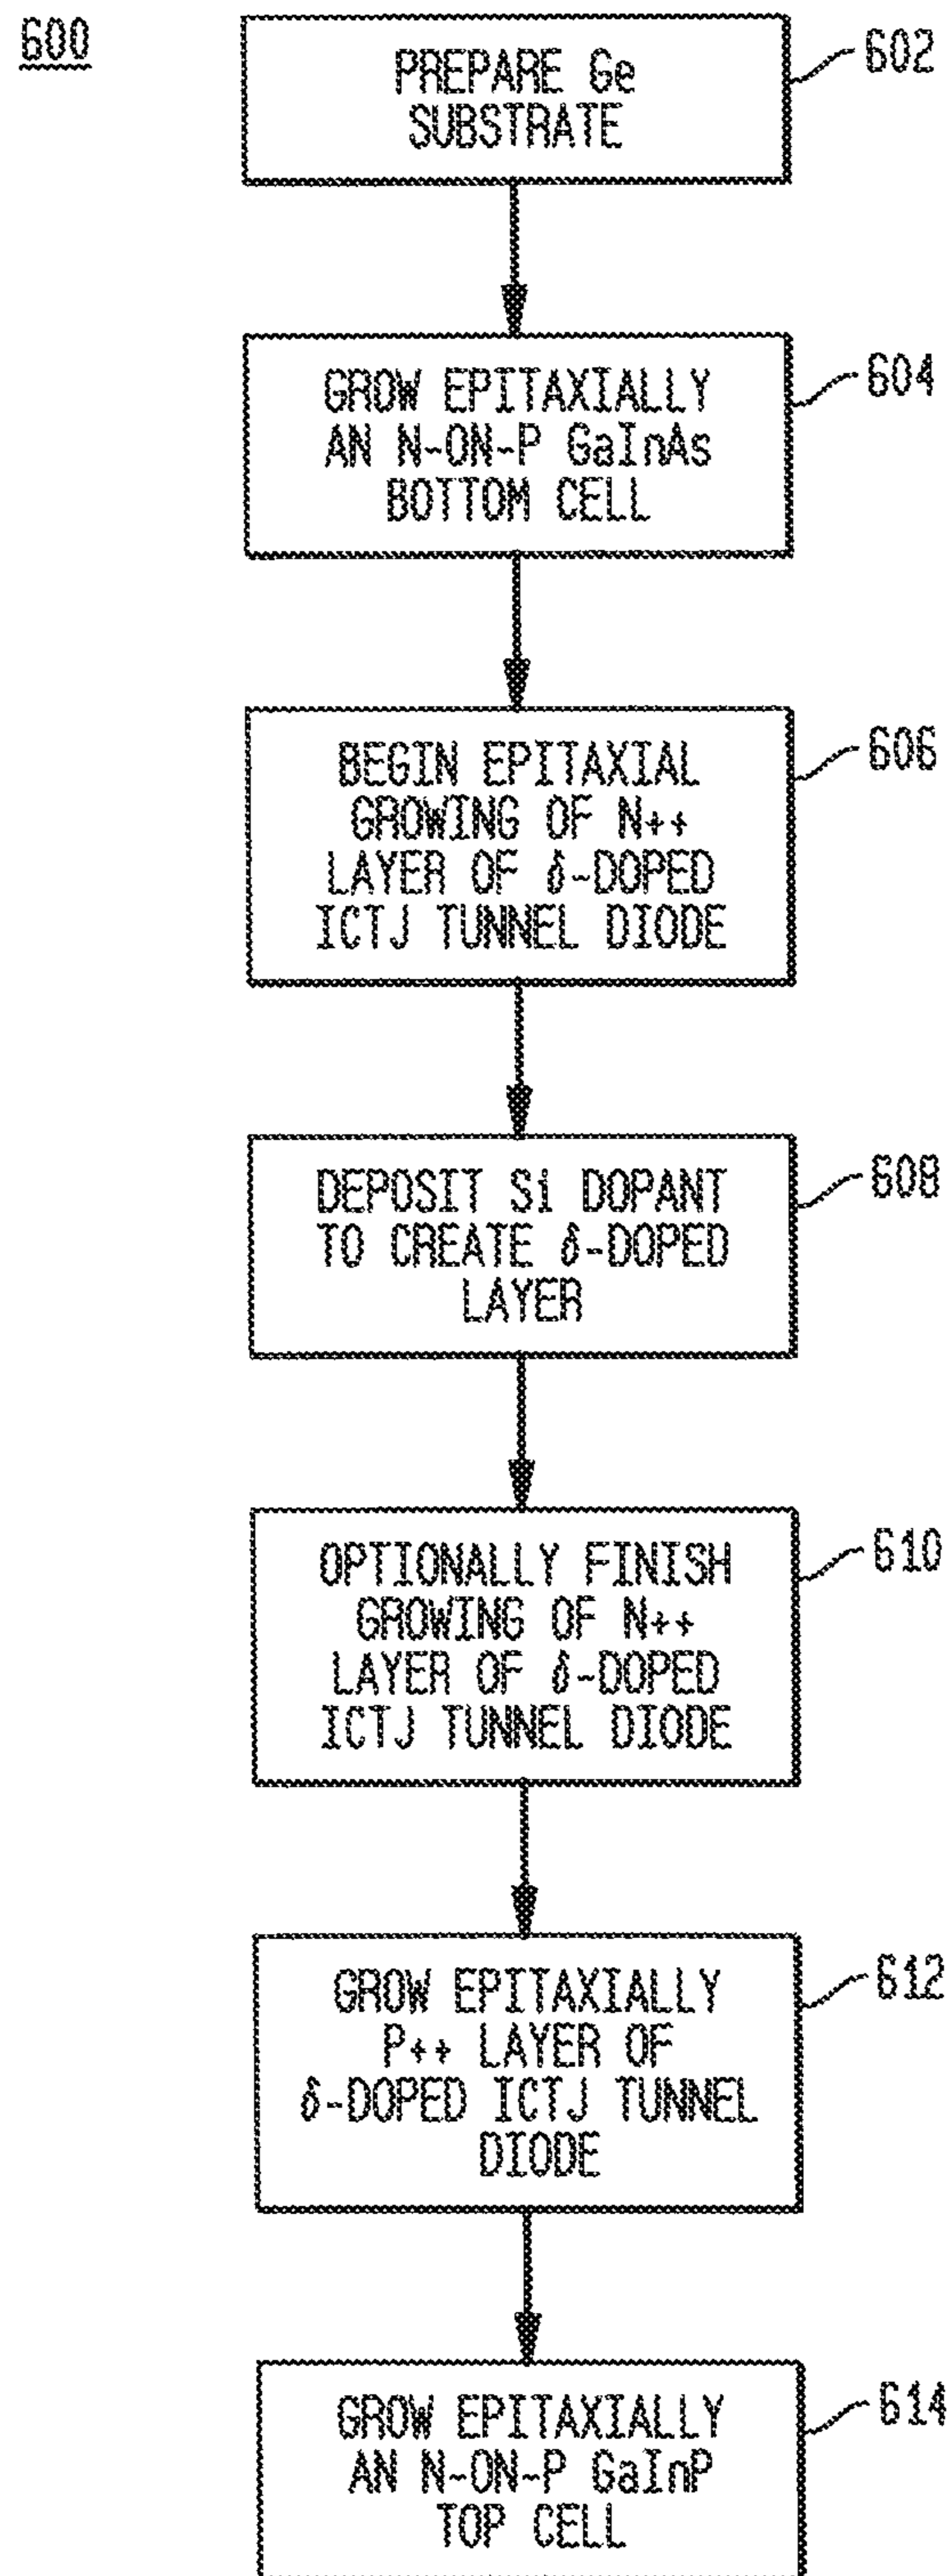 600
PREPARE Ge
SUBSTRATE
602
GROW EPITAXIALLY
AN N-ON-P GaInAs
BOTTOM CELL
604
BEGIN EPITAXIAL
GROWING OF N++
LAYER OF δ-DOPED
ICTJ TUNNEL DIODE
606
DEPOSIT Si DOPANT
TO CREATE δ-DOPED
LAYER
608
OPTIONALLY FINISH
GROWING OF N++
LAYER OF δ-DOPED
ICTJ TUNNEL DIODE
610
GROW EPITAXIALLY
P++ LAYER OF
δ-DOPED ICTJ TUNNEL
DIODE
612
GROW EPITAXIALLY
AN N-ON-P GaInP
TOP CELL
614